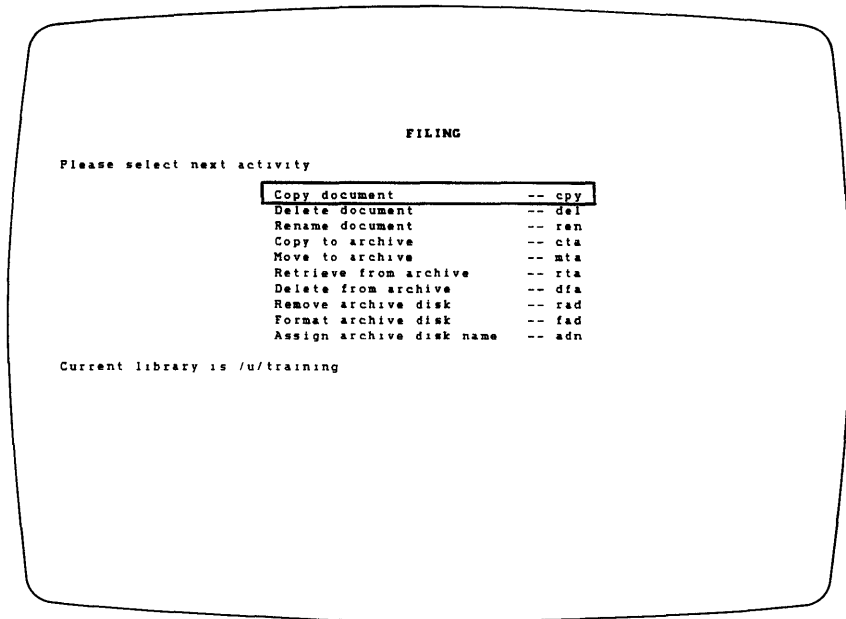 FILING
Please select next activity
Copy document -- cpy
Delete document -- del
Rename document -- ren
Copy to archive -- cta
Move to archive -- mta
Retrieve from archive -- rta
Delete from archive -- dfa
Remove archive disk -- rad
Format archive disk -- fad
Assign archive disk name -- adn
Current library is /u/training